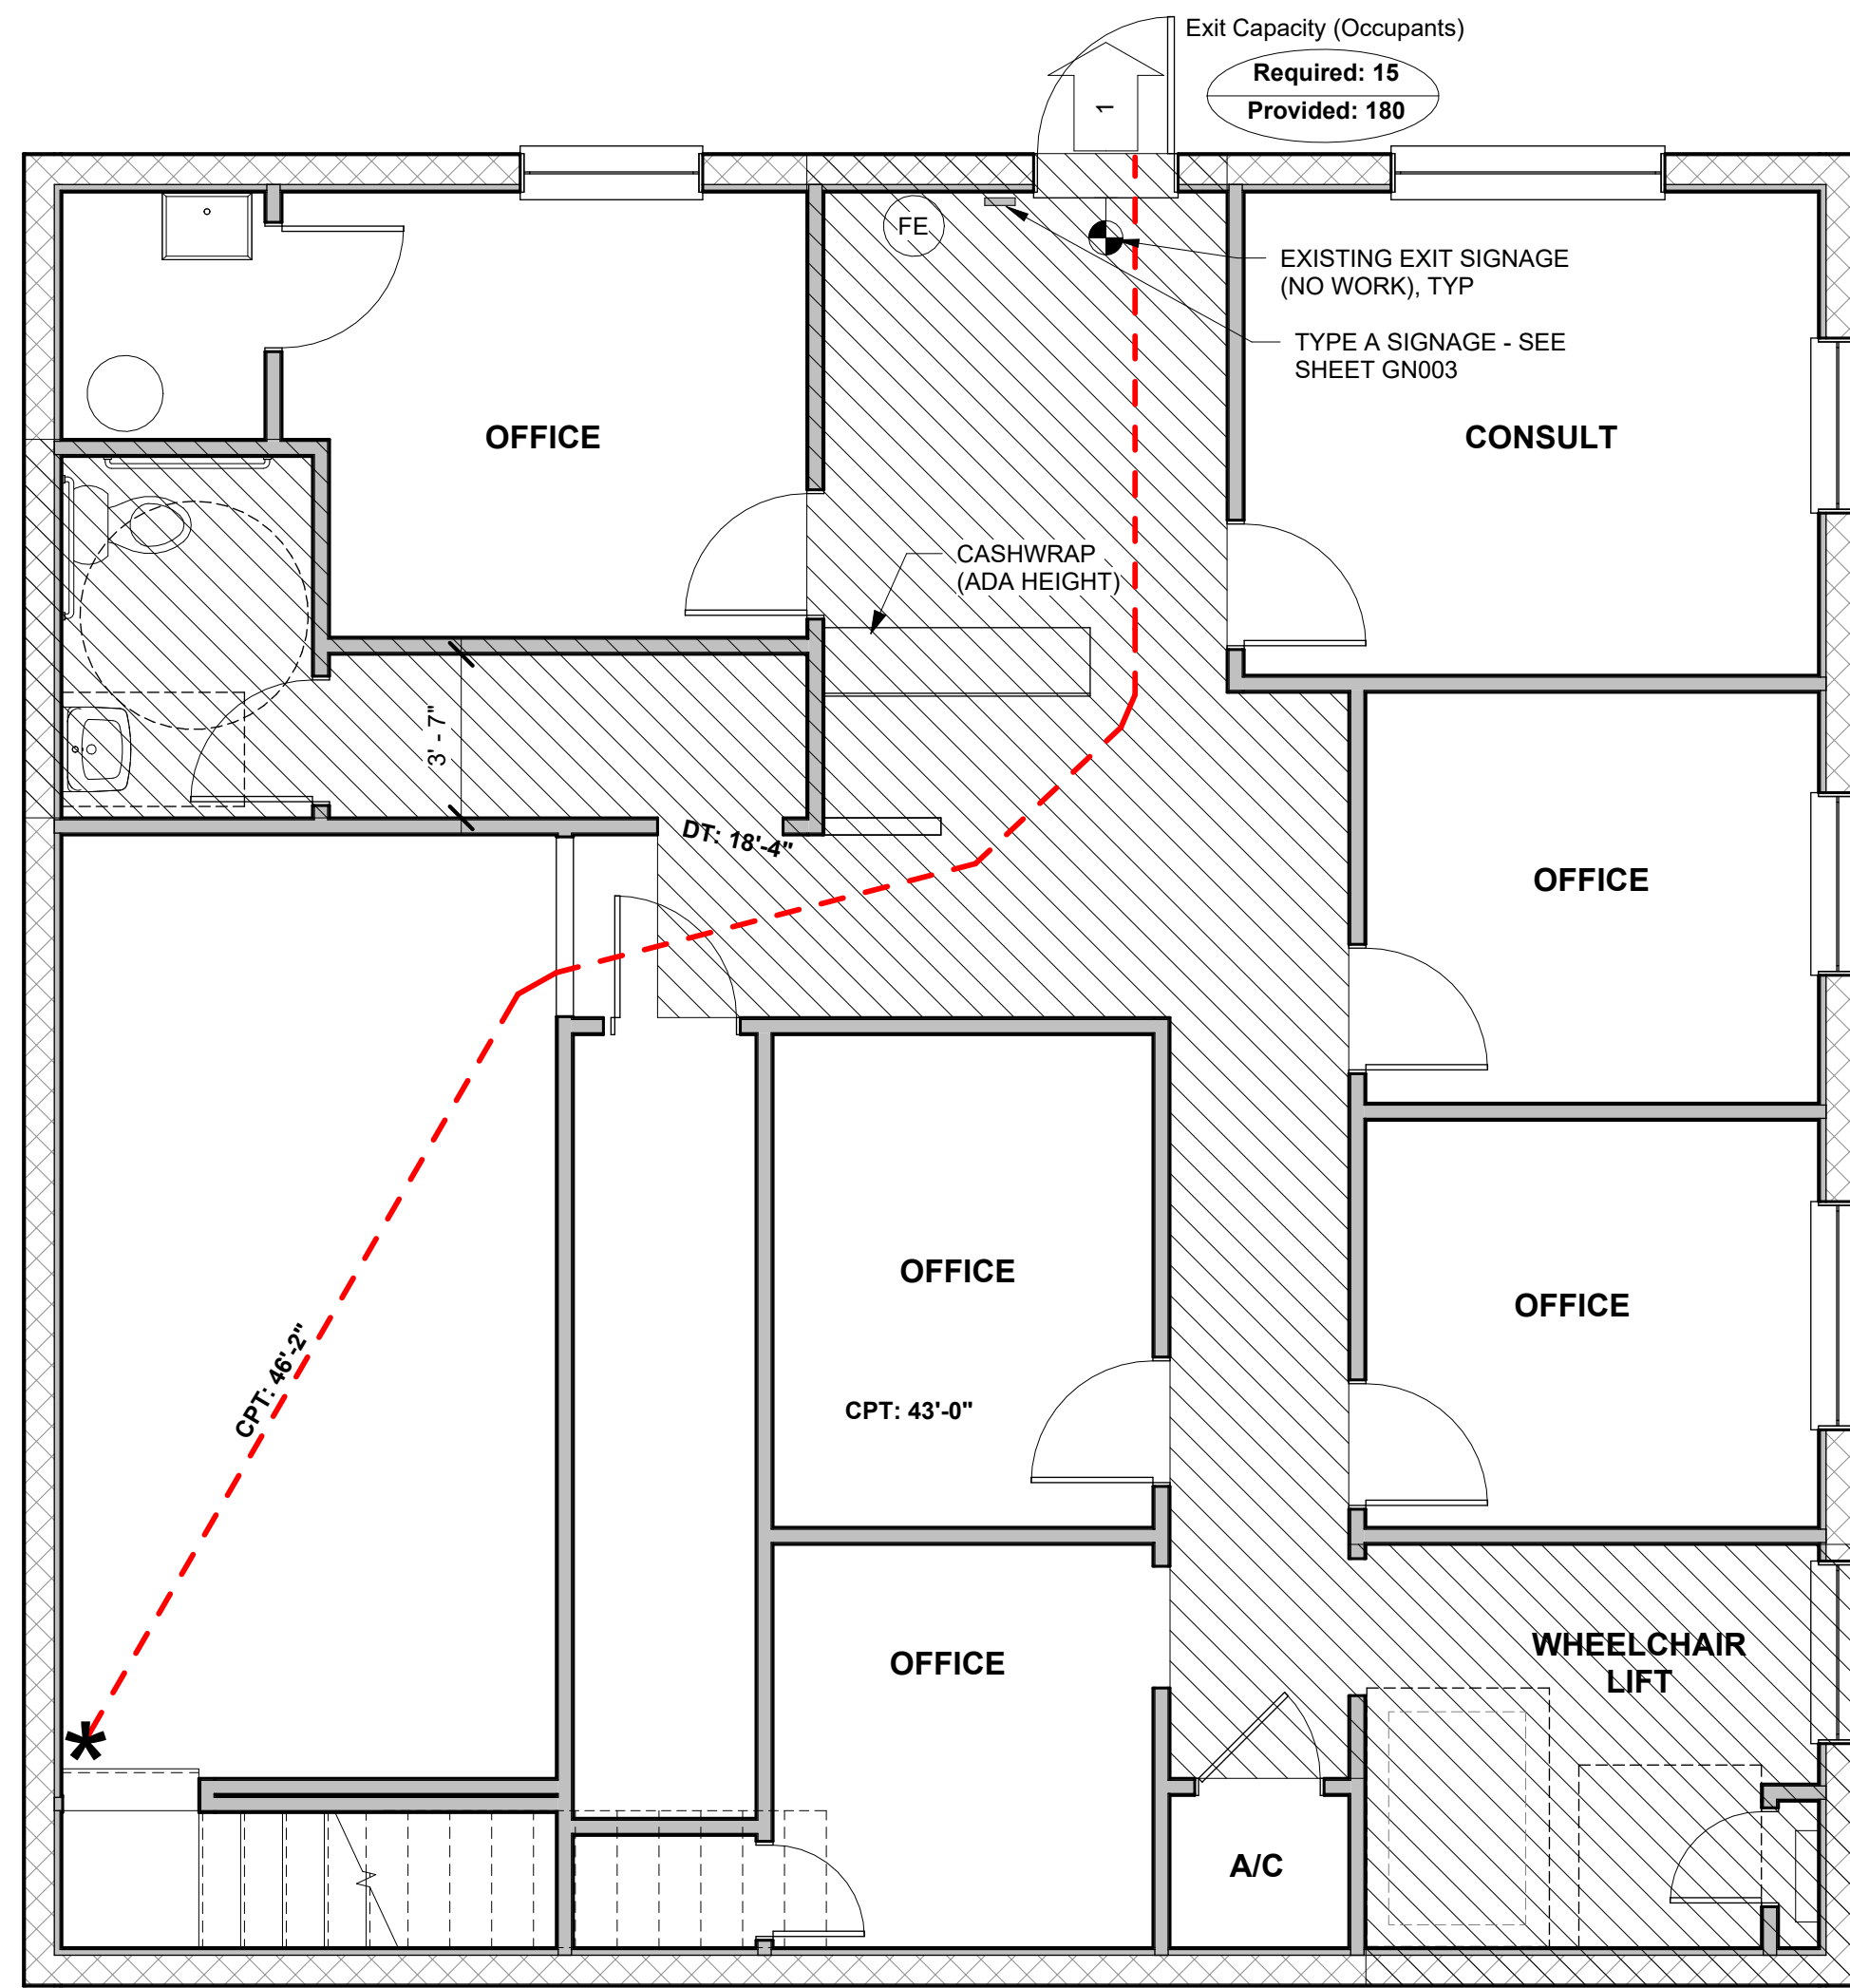 Exit Capacity (Occupants)
Required: 15
Provided: 180
1
FE
EXISTING EXIT SIGNAGE
(NO WORK), TYP
TYPE A SIGNAGE - SEE
SHEET GN003
OFFICE
CONSULT
CASHWRAP
(ADA HEIGHT)
3' - 7"
DT: 18'-4"
OFFICE
OFFICE
OFFICE
CPT: 46'-2"
CPT: 43'-0"
OFFICE
WHEELCHAIR
LIFT
*
A/C